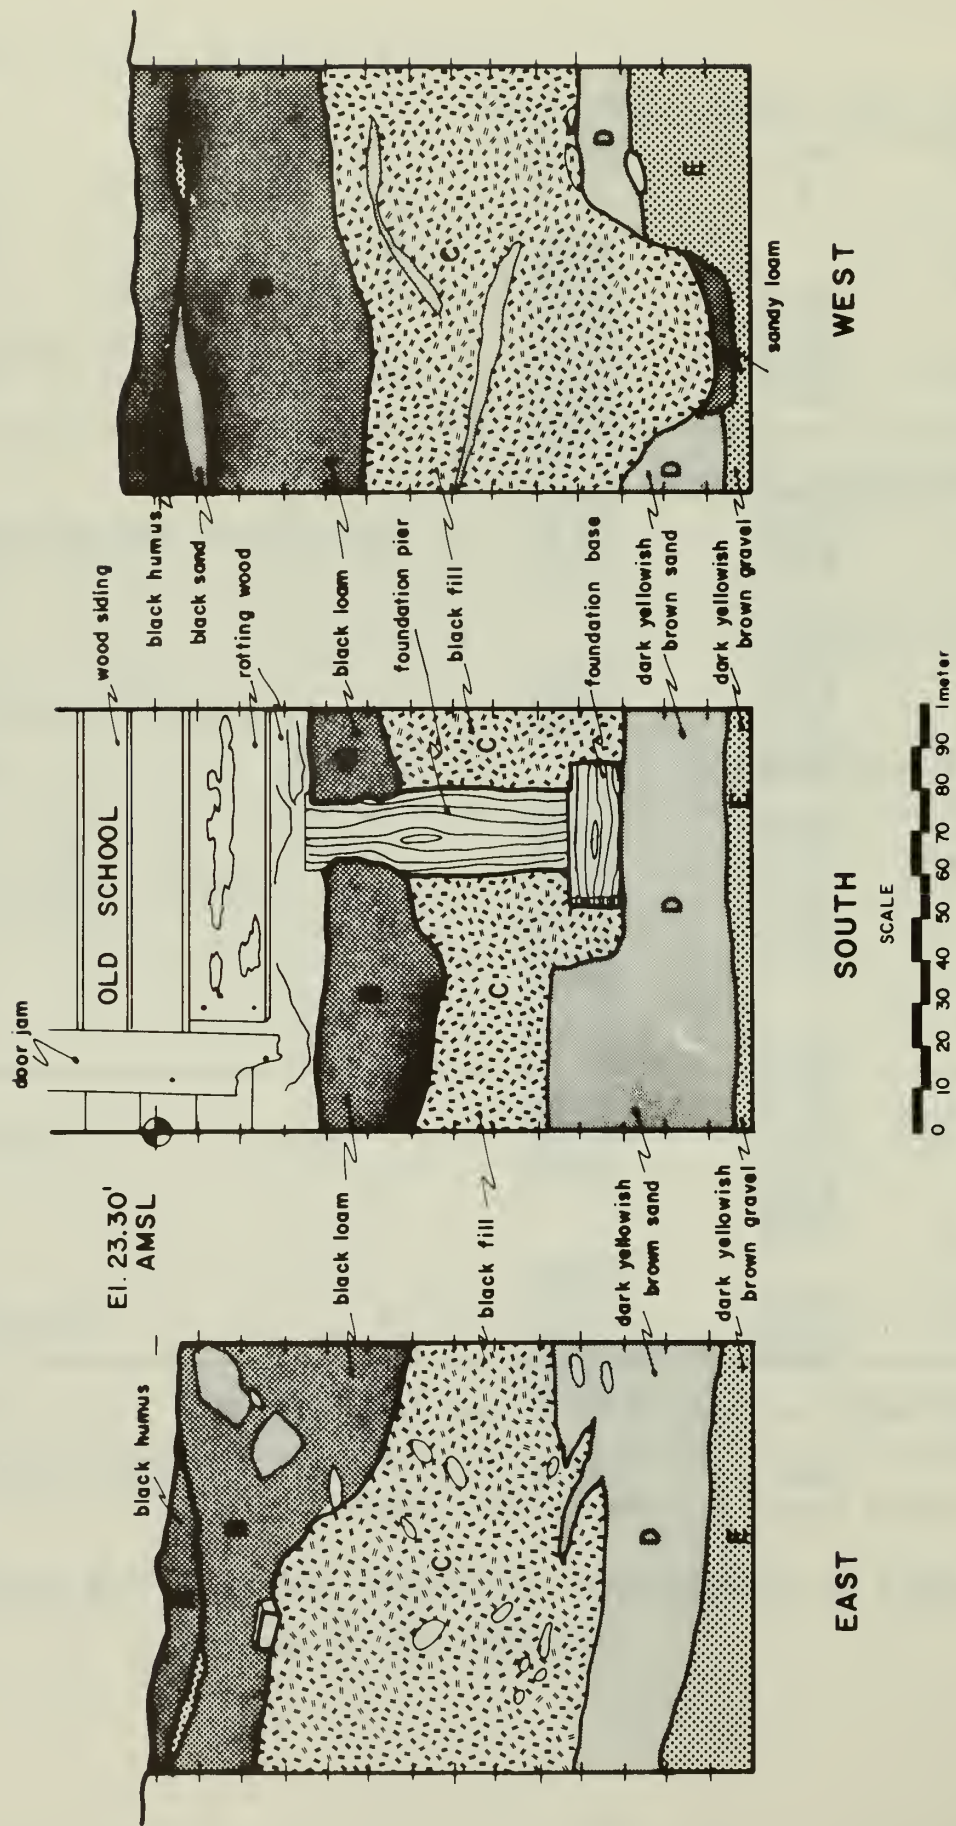 door jam
OLD SCHOOL
wood siding
black humus
black sand
rotting wood
black loam
foundation pier
black fill
foundation base
dark yellowish
brown sand
dark yellowish
brown gravel
El. 23.30'
AMSL
black humus
black loam
black fill
dark yellowish
brown sand
dark yellowish
brown gravel
sandy loam
C
D
E
C
C
D
E
C
D
D
E
EAST
SOUTH
WEST
SCALE
0 10 20 30 40 50 60 70 80 90 1 meter